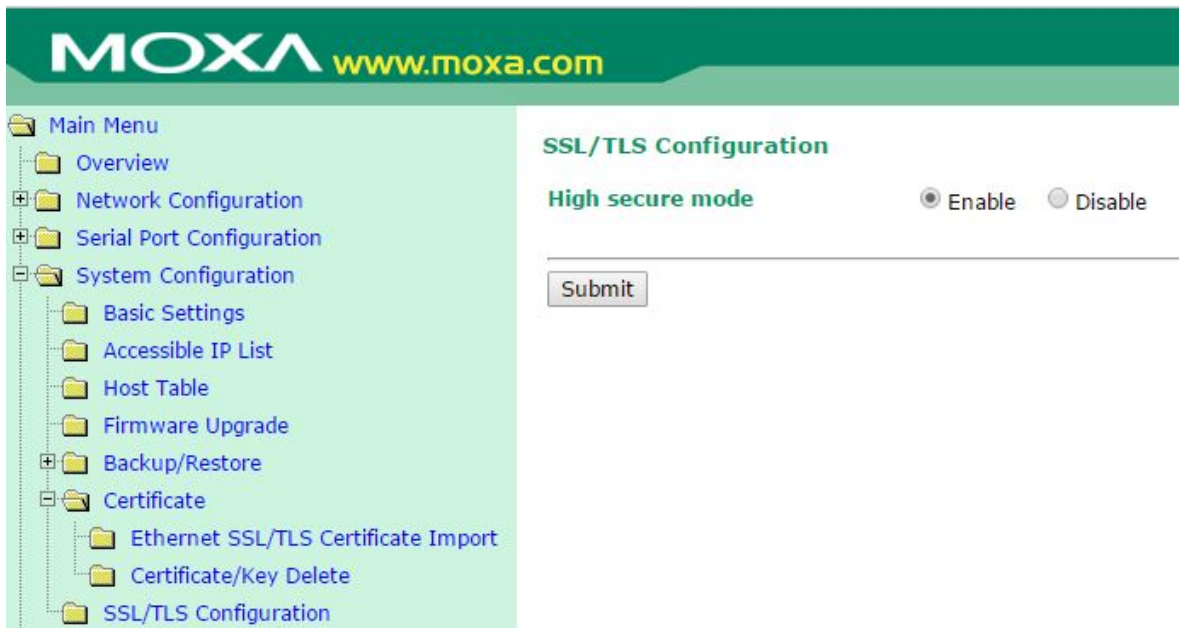 MOXA www.moxa.com
Main Menu
Overview
Network Configuration
Serial Port Configuration
System Configuration
Basic Settings
Accessible IP List
Host Table
Firmware Upgrade
Backup/Restore
Certificate
Ethernet SSL/TLS Certificate Import
Certificate/Key Delete
SSL/TLS Configuration
SSL/TLS Configuration
High secure mode Enable Disable
Submit